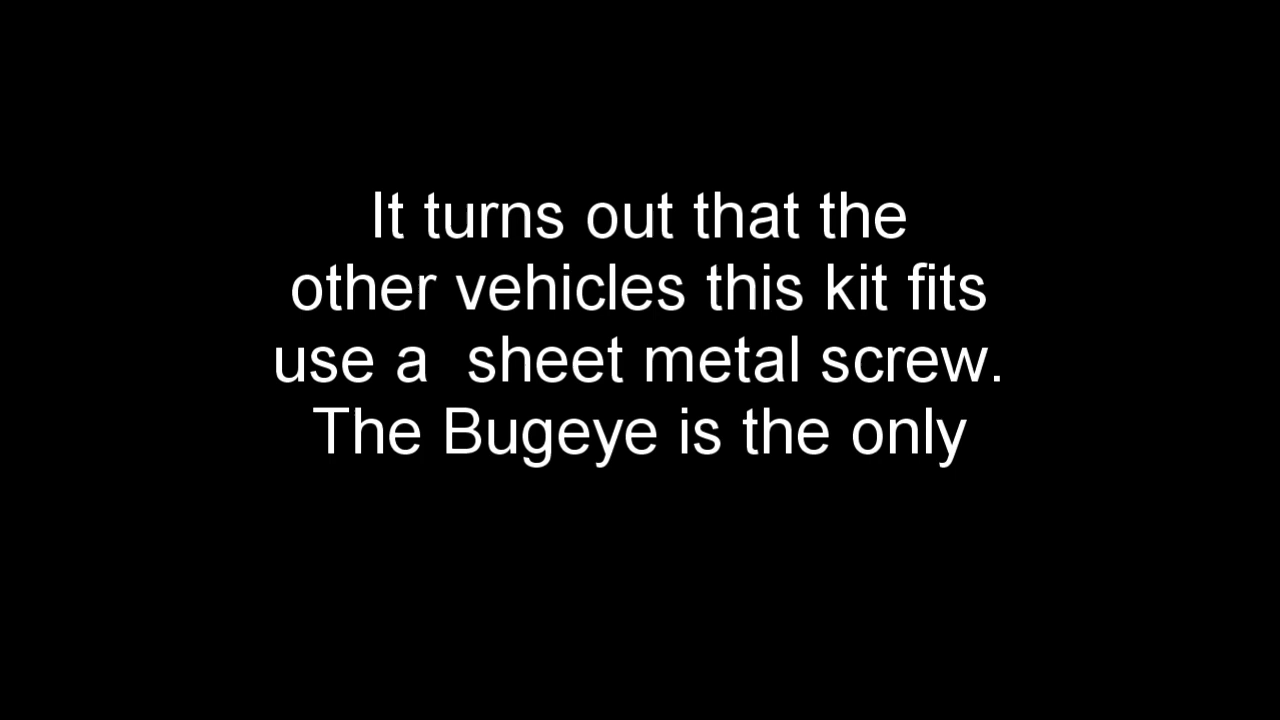 It turns out that the
other vehicles this kit fits
use a  sheet metal screw.
The Bugeye is the only